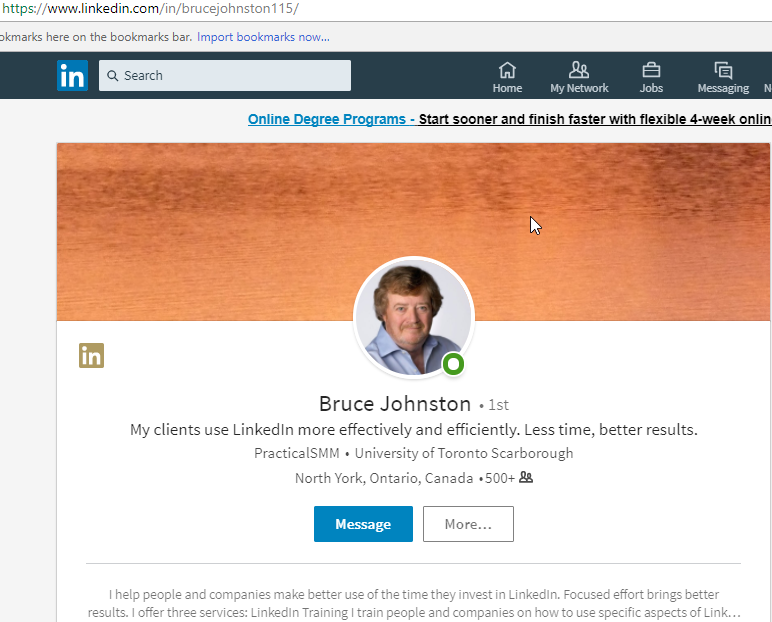 https://www.linkedin.com/in/brucejohnston115/
okmarks here on the bookmarks bar. Import bookmarks now...
in Search Home My Network Jobs Messaging N
Online Degree Programs - Start sooner and finish faster with flexible 4-week onlin
in
Bruce Johnston • 1st
My clients use LinkedIn more effectively and efficiently. Less time, better results.
PracticalSMM • University of Toronto Scarborough
North York, Ontario, Canada •500+
Message More…
I help people and companies make better use of the time they invest in LinkedIn. Focused effort brings better
results. I offer three services: LinkedIn Training I train people and companies on how to use specific aspects of Link…